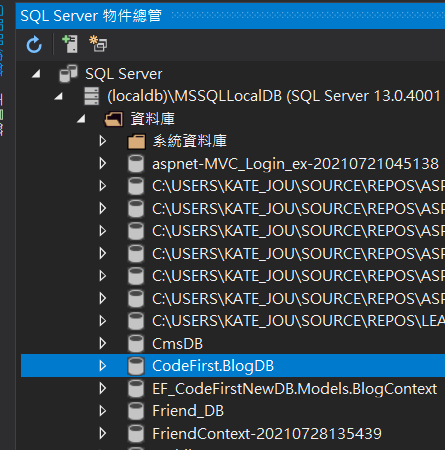 SQL Server 物件總管
SQL Server
(localdb)\MSSQLLocalDB (SQL Server 13.0.4001
資料庫
系統資料庫
aspnet-MVC_Login_ex-20210721045138
C:\USERS\KATE_JOU\SOURCE\REPOS\ASP
C:\USERS\KATE_JOU\SOURCE\REPOS\ASP
C:\USERS\KATE_JOU\SOURCE\REPOS\ASP
C:\USERS\KATE_JOU\SOURCE\REPOS\ASP
C:\USERS\KATE_JOU\SOURCE\REPOS\ASP
C:\USERS\KATE_JOU\SOURCE\REPOS\ASP
C:\USERS\KATE_JOU\SOURCE\REPOS\LEA
CmsDB
CodeFirst.BlogDB
EF_CodeFirstNewDB.Models.BlogContext
Friend_DB
FriendContext-20210728135439